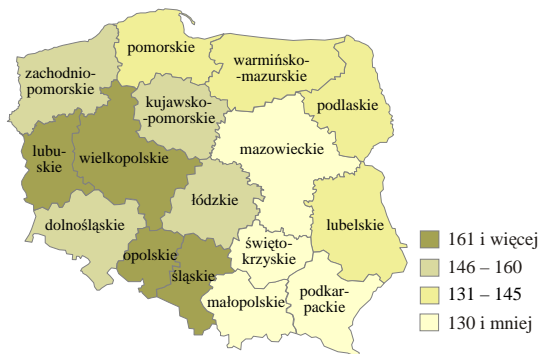 pomorskie
warmińsko-
-mazurskie
zachodnio-
pomorskie
podlaskie
kujawsko-
-pomorskie
mazowieckie
lubu-
skie
wielkopolskie
łódzkie
dolnośląskie
lubelskie
opolskie
śląskie
święto-
krzyskie
małopolskie
podkar-
packie
161 i więcej
146 – 160
131 – 145
130 i mniej